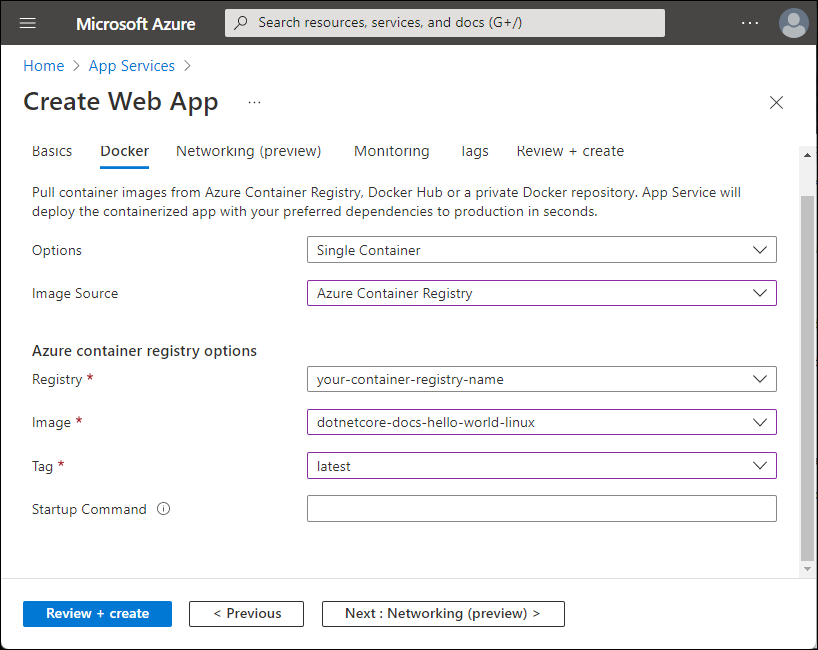 Microsoft Azure
Search resources, services, and docs (G+/)
Home > App Services >
Create Web App ...
Basics Docker Networking (preview) Monitoring Tags Review + create
Pull container images from Azure Container Registry, Docker Hub or a private Docker repository. App Service will
deploy the containerized app with your preferred dependencies to production in seconds.
Options Single Container
Image Source Azure Container Registry
Azure container registry options
Registry * your-container-registry-name
Image * dotnetcore-docs-hello-world-linux
Tag * latest
Startup Command
Review + create < Previous Next : Networking (preview) >